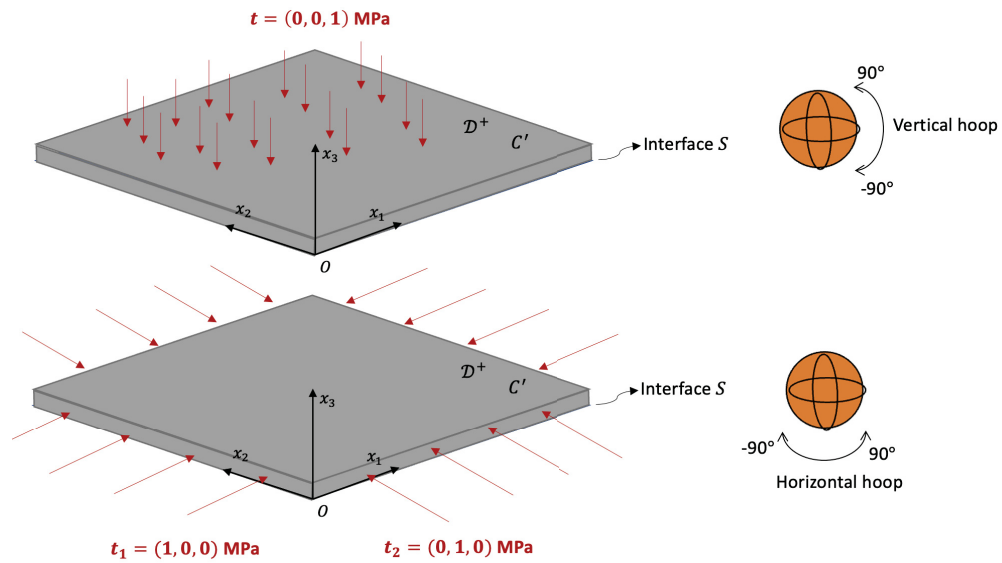 t = (0, 0, 1) MPa
𝒟⁺
C′
Interface S
x₃
x₂
x₁
O
90°
Vertical hoop
-90°
𝒟⁺
C′
Interface S
x₃
x₂
x₁
O
-90°
90°
Horizontal hoop
t₁ = (1, 0, 0) MPa
t₂ = (0, 1, 0) MPa